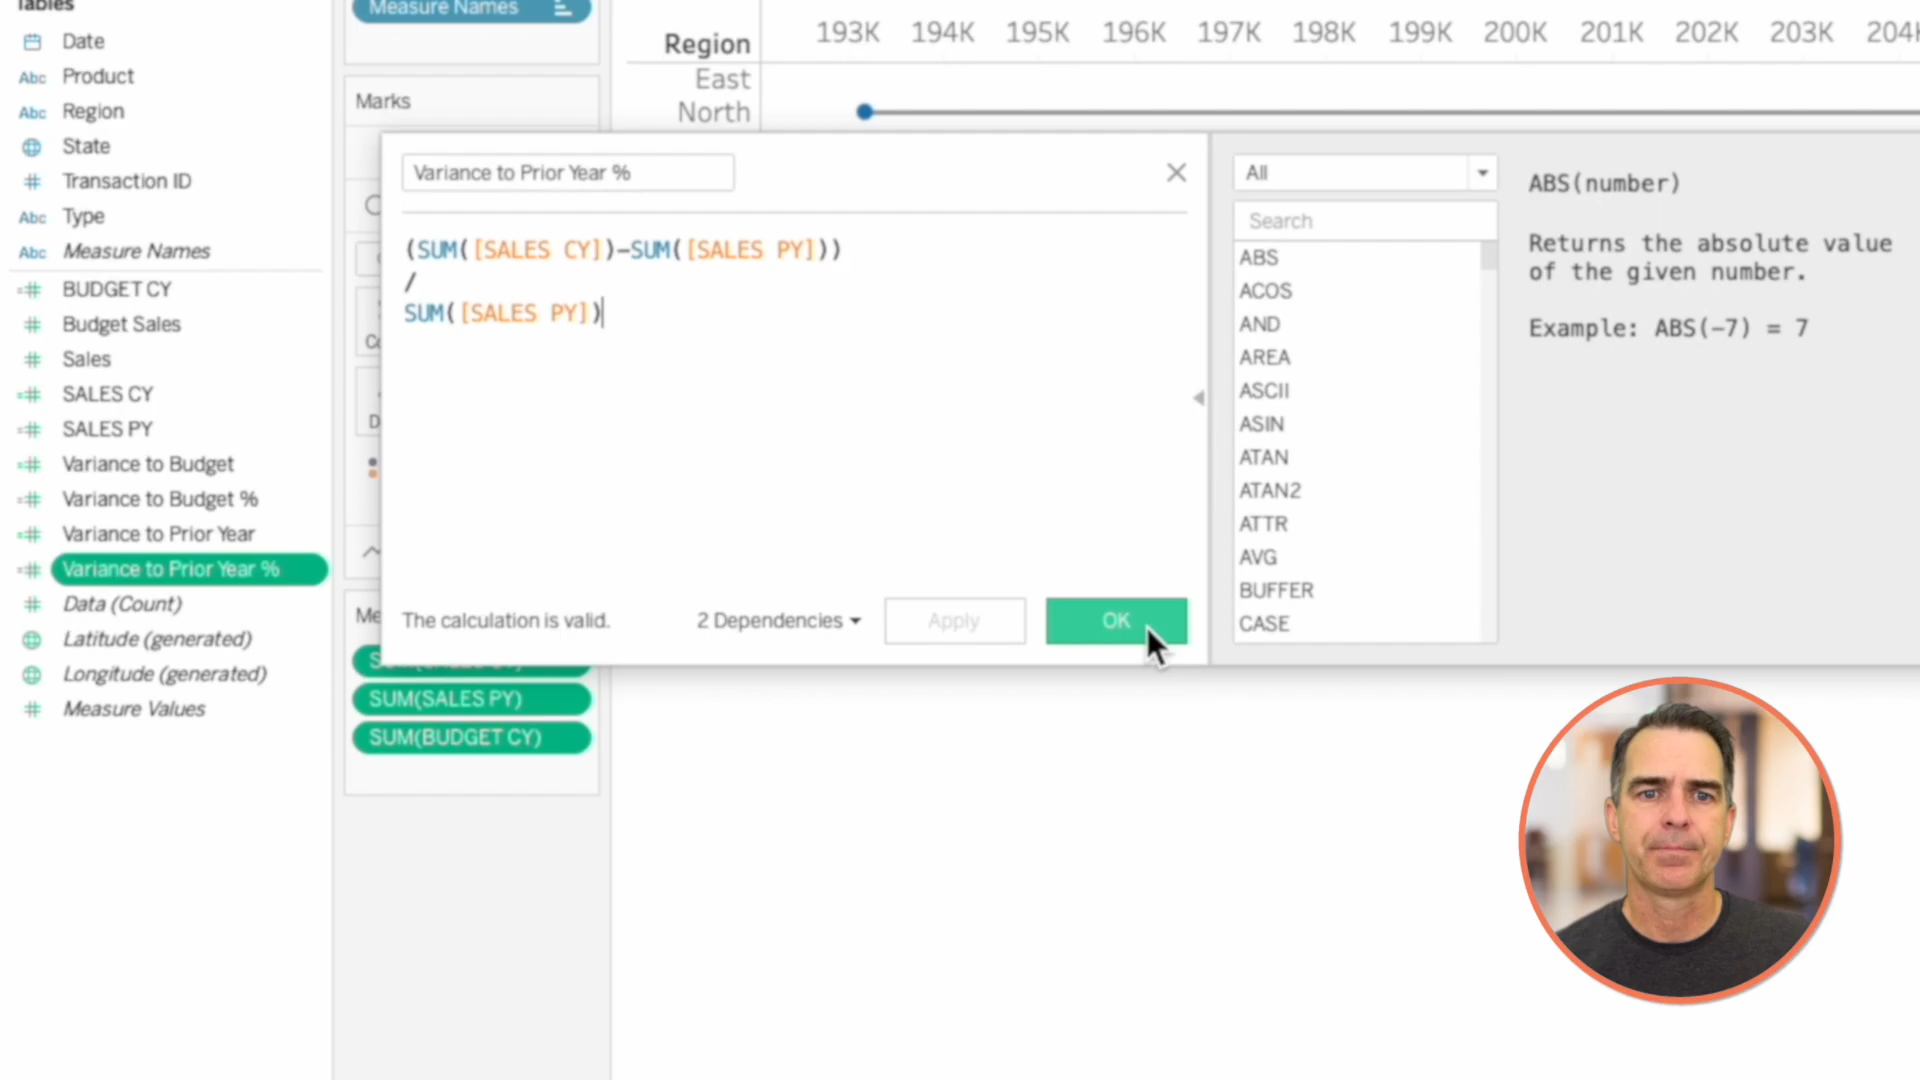 Tables
Date
Abc Product
Abc Region
State
Transaction ID
Abc Type
Abc Measure Names
BUDGET CY
Budget Sales
Sales
SALES CY
SALES PY
Variance to Budget
Variance to Budget %
Variance to Prior Year
Variance to Prior Year %
Data (Count)
Latitude (generated)
Longitude (generated)
Measure Values
Measure Names
Marks
SUM(SALES PY)
SUM(BUDGET CY)
193K 194K 195K 196K 197K 198K 199K 200K 201K 202K 203K 204K
Region
East
North
Variance to Prior Year %
(SUM([SALES CY])-SUM([SALES PY]))
/
SUM([SALES PY])
The calculation is valid.
2 Dependencies
Apply
OK
All
Search
ABS
ACOS
AND
AREA
ASCII
ASIN
ATAN
ATAN2
ATTR
AVG
BUFFER
CASE
ABS(number)
Returns the absolute value
of the given number.
Example: ABS(-7) = 7